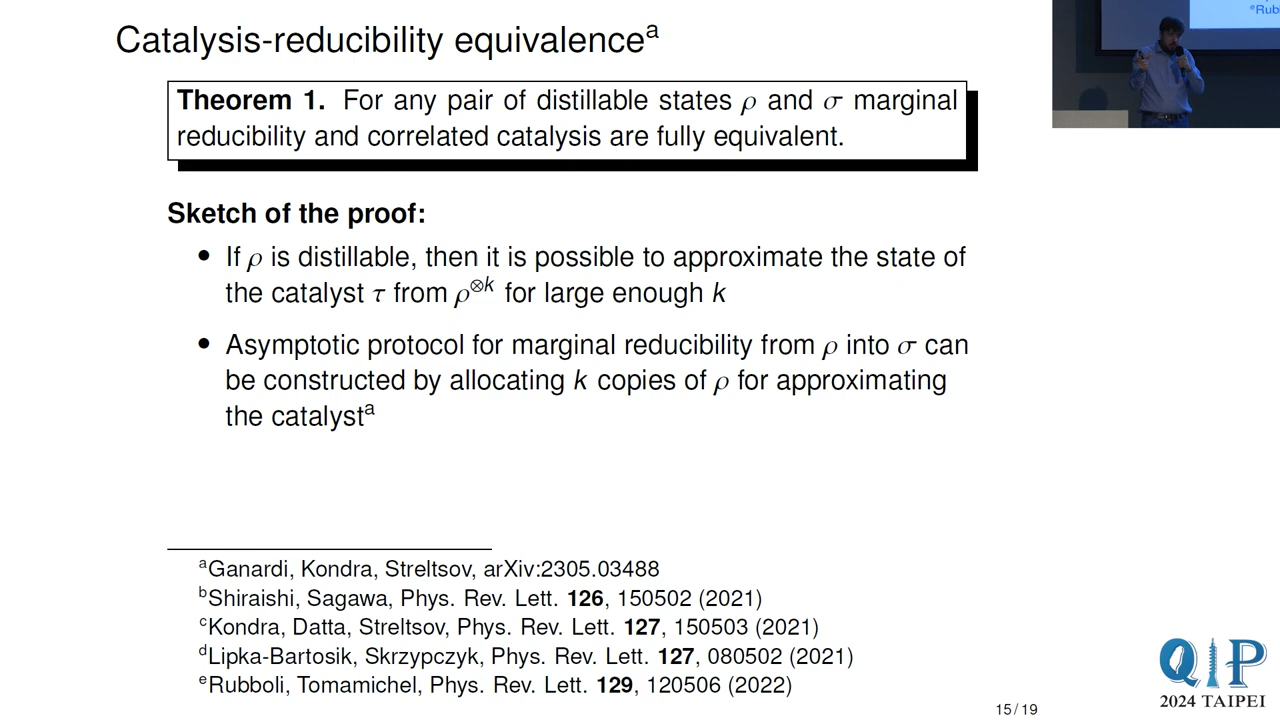 Catalysis-reducibility equivalenceᵃ
Theorem 1. For any pair of distillable states ρ and σ marginal
reducibility and correlated catalysis are fully equivalent.
Sketch of the proof:
• If ρ is distillable, then it is possible to approximate the state of
the catalyst τ from ρ⊗ᵏ for large enough k
• Asymptotic protocol for marginal reducibility from ρ into σ can
be constructed by allocating k copies of ρ for approximating
the catalystᵃ
ᵃGanardi, Kondra, Streltsov, arXiv:2305.03488
ᵇShiraishi, Sagawa, Phys. Rev. Lett. 126, 150502 (2021)
ᶜKondra, Datta, Streltsov, Phys. Rev. Lett. 127, 150503 (2021)
ᵈLipka-Bartosik, Skrzypczyk, Phys. Rev. Lett. 127, 080502 (2021)
ᵉRubboli, Tomamichel, Phys. Rev. Lett. 129, 120506 (2022)
15 / 19
ᵉRub
QIP
2024 TAIPEI